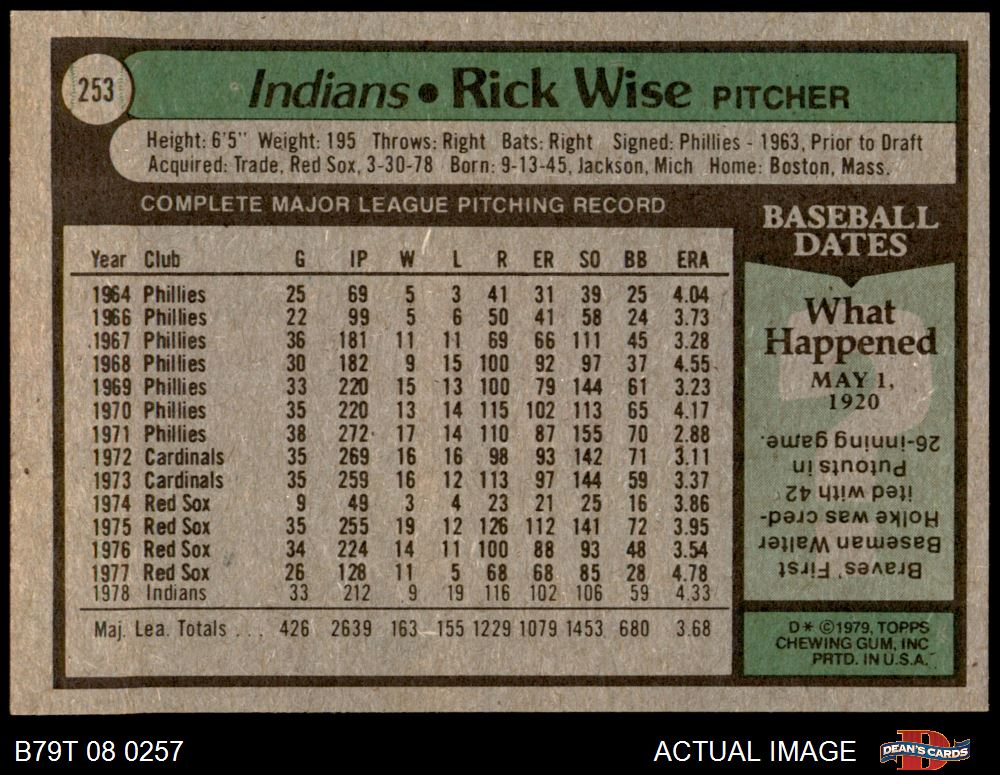 253
Indians • Rick Wise PITCHER
Height: 6'5" Weight: 195 Throws: Right Bats: Right Signed: Phillies - 1963, Prior to Draft
Acquired: Trade, Red Sox, 3-30-78 Born: 9-13-45, Jackson, Mich Home: Boston, Mass.
COMPLETE MAJOR LEAGUE PITCHING RECORD
Year Club G IP W L R ER SO BB ERA
1964 Phillies 25 69 5 3 41 31 39 25 4.04
1966 Phillies 22 99 5 6 50 41 58 24 3.73
1967 Phillies 36 181 11 11 69 66 111 45 3.28
1968 Phillies 30 182 9 15 100 92 97 37 4.55
1969 Phillies 33 220 15 13 100 79 144 61 3.23
1970 Phillies 35 220 13 14 115 102 113 65 4.17
1971 Phillies 38 272 17 14 110 87 155 70 2.88
1972 Cardinals 35 269 16 16 98 93 142 71 3.11
1973 Cardinals 35 259 16 12 113 97 144 59 3.37
1974 Red Sox 9 49 3 4 23 21 25 16 3.86
1975 Red Sox 35 255 19 12 126 112 141 72 3.95
1976 Red Sox 34 224 14 11 100 88 93 48 3.54
1977 Red Sox 26 128 11 5 68 68 85 28 4.78
1978 Indians 33 212 9 19 116 102 106 59 4.33
Maj. Lea. Totals ... 426 2639 163 155 1229 1079 1453 680 3.68
BASEBALL
DATES
What
Happened
MAY 1,
1920
Braves' First
Baseman Walter
Holke was cred-
ited with 42
Putouts in
26-inning game.
D* ©1979, TOPPS
CHEWING GUM, INC
PRTD. IN U.S.A.
B79T 08 0257
ACTUAL IMAGE
DEAN'S CARDS